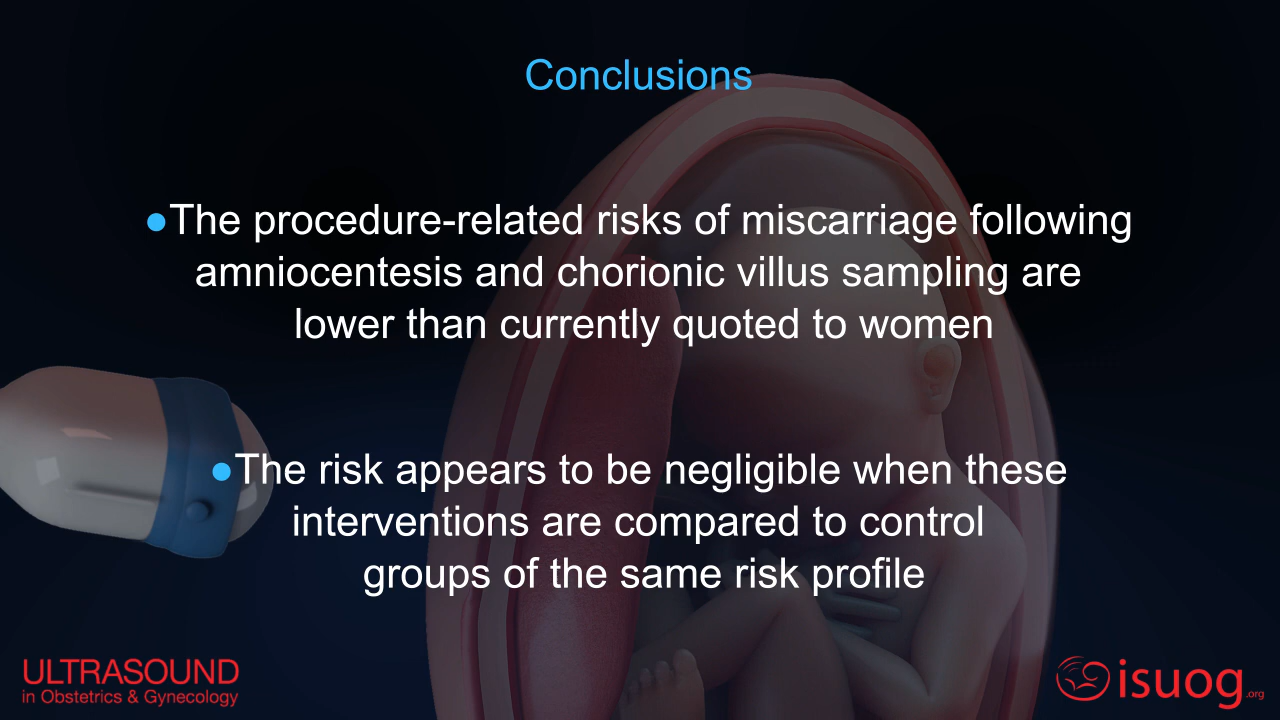 Conclusions
●The procedure-related risks of miscarriage following
amniocentesis and chorionic villus sampling are
lower than currently quoted to women
●The risk appears to be negligible when these
interventions are compared to control
groups of the same risk profile
ULTRASOUND
in Obstetrics & Gynecology
isuog.org